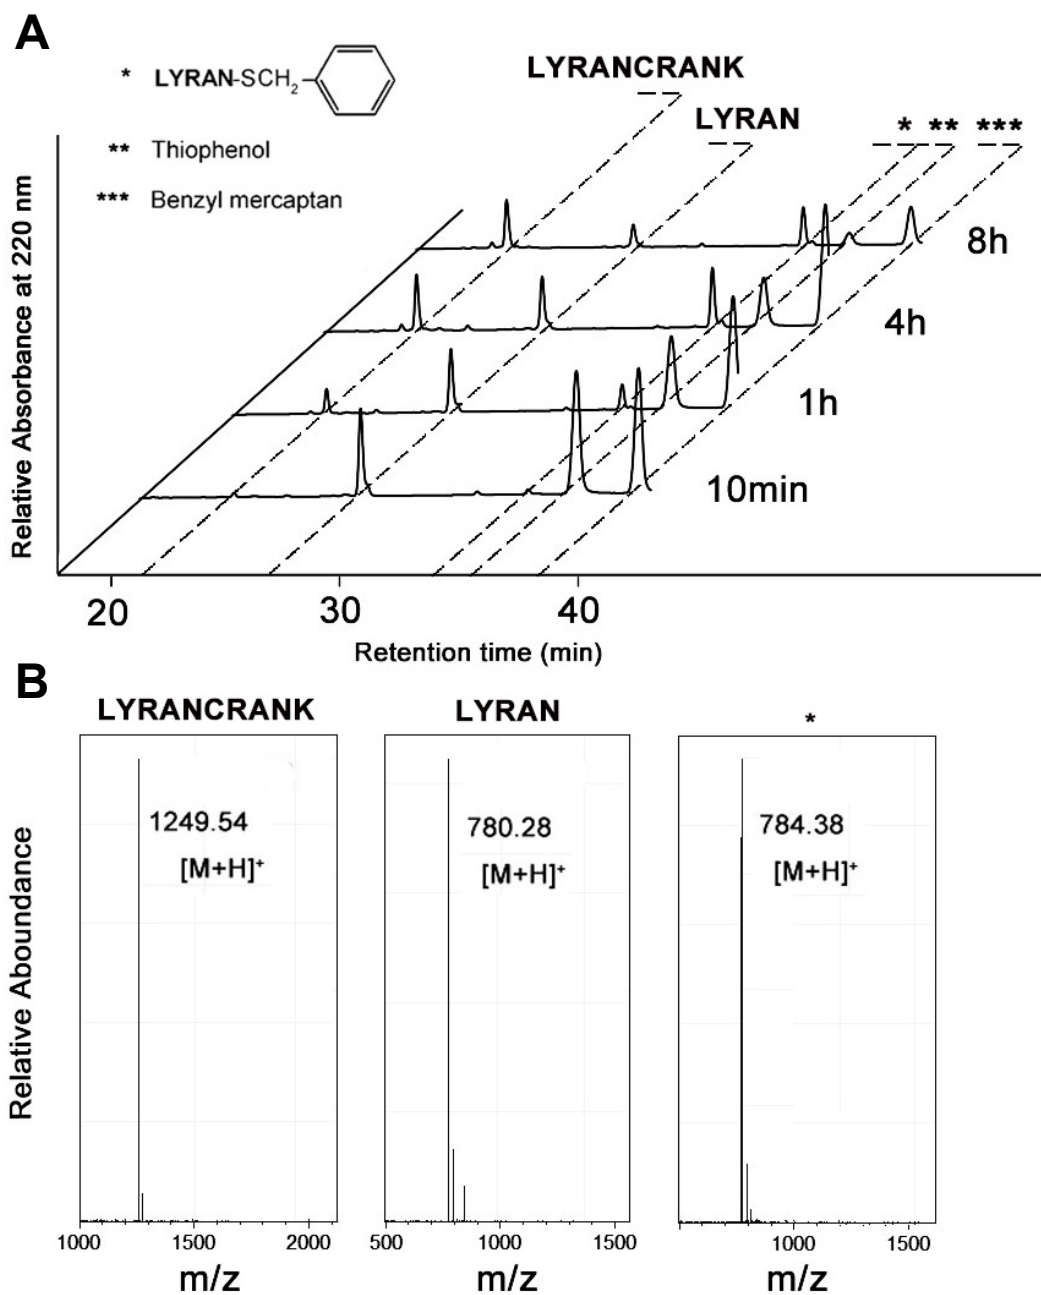 A
* LYRAN-SCH2
** Thiophenol
*** Benzyl mercaptan
LYRANCRANK
LYRAN
* ** ***
8h
4h
1h
10min
Relative Absorbance at 220 nm
20 30 40
Retention time (min)
B
LYRANCRANK LYRAN *
1249.54
[M+H]+
780.28
[M+H]+
784.38
[M+H]+
Relative Aboundance
1000 1500 2000
500 1000 1500
1000 1500
m/z m/z m/z